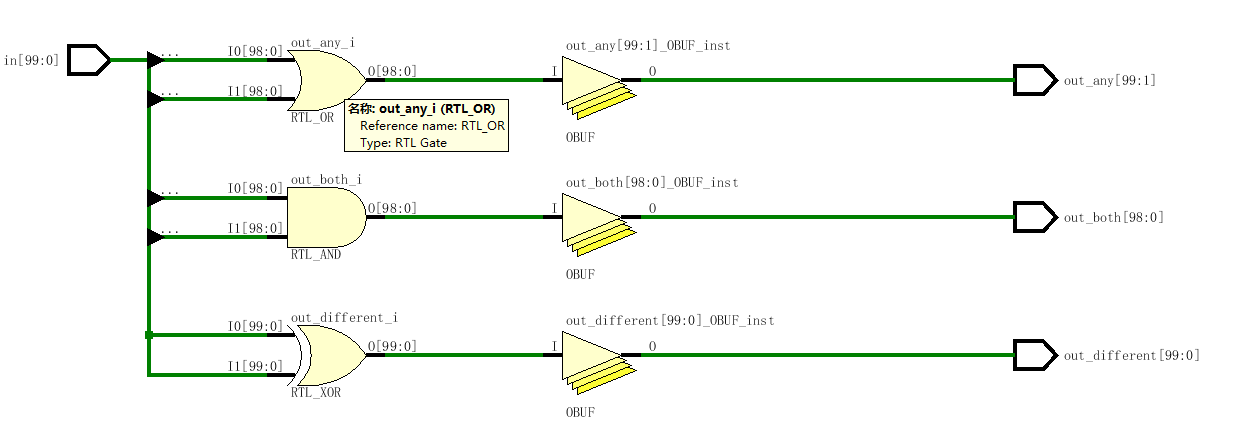 in[99:0]
...
I0[98:0]
out_any_i
O[98:0]
...
I1[98:0]
RTL_OR
名称: out_any_i (RTL_OR)
Reference name: RTL_OR
Type: RTL Gate
out_any[99:1]_OBUF_inst
I
O
OBUF
out_any[99:1]
...
I0[98:0]
out_both_i
O[98:0]
...
I1[98:0]
RTL_AND
out_both[98:0]_OBUF_inst
I
O
OBUF
out_both[98:0]
I0[99:0]
out_different_i
O[99:0]
I1[99:0]
RTL_XOR
out_different[99:0]_OBUF_inst
I
O
OBUF
out_different[99:0]